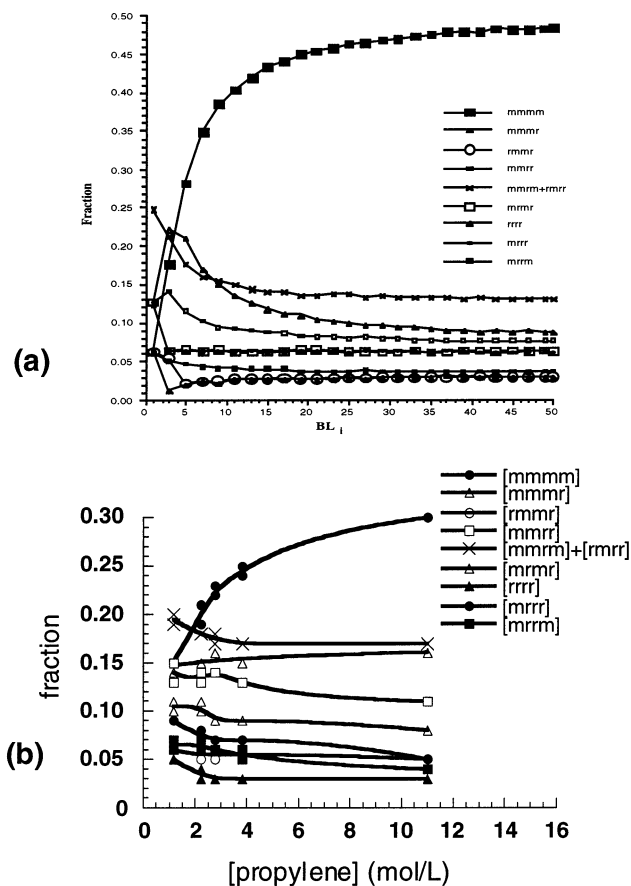 0.50
0.45
0.40
0.35
0.30
0.25
0.20
0.15
0.10
0.05
0.00
Fraction
mmmm
mmmr
rmmr
mmrr
mmrm+rmrr
mrmr
rrrr
mrrr
mrrm
0 5 10 15 20 25 30 35 40 45 50
BL i
(a)
[mmmm]
[mmmr]
[rmmr]
[mmrr]
[mmrm]+[rmrr]
[mrmr]
[rrrr]
[mrrr]
[mrrm]
0.30
0.25
0.20
0.15
0.10
0.05
0
fraction
(b)
0 2 4 6 8 10 12 14 16
[propylene] (mol/L)